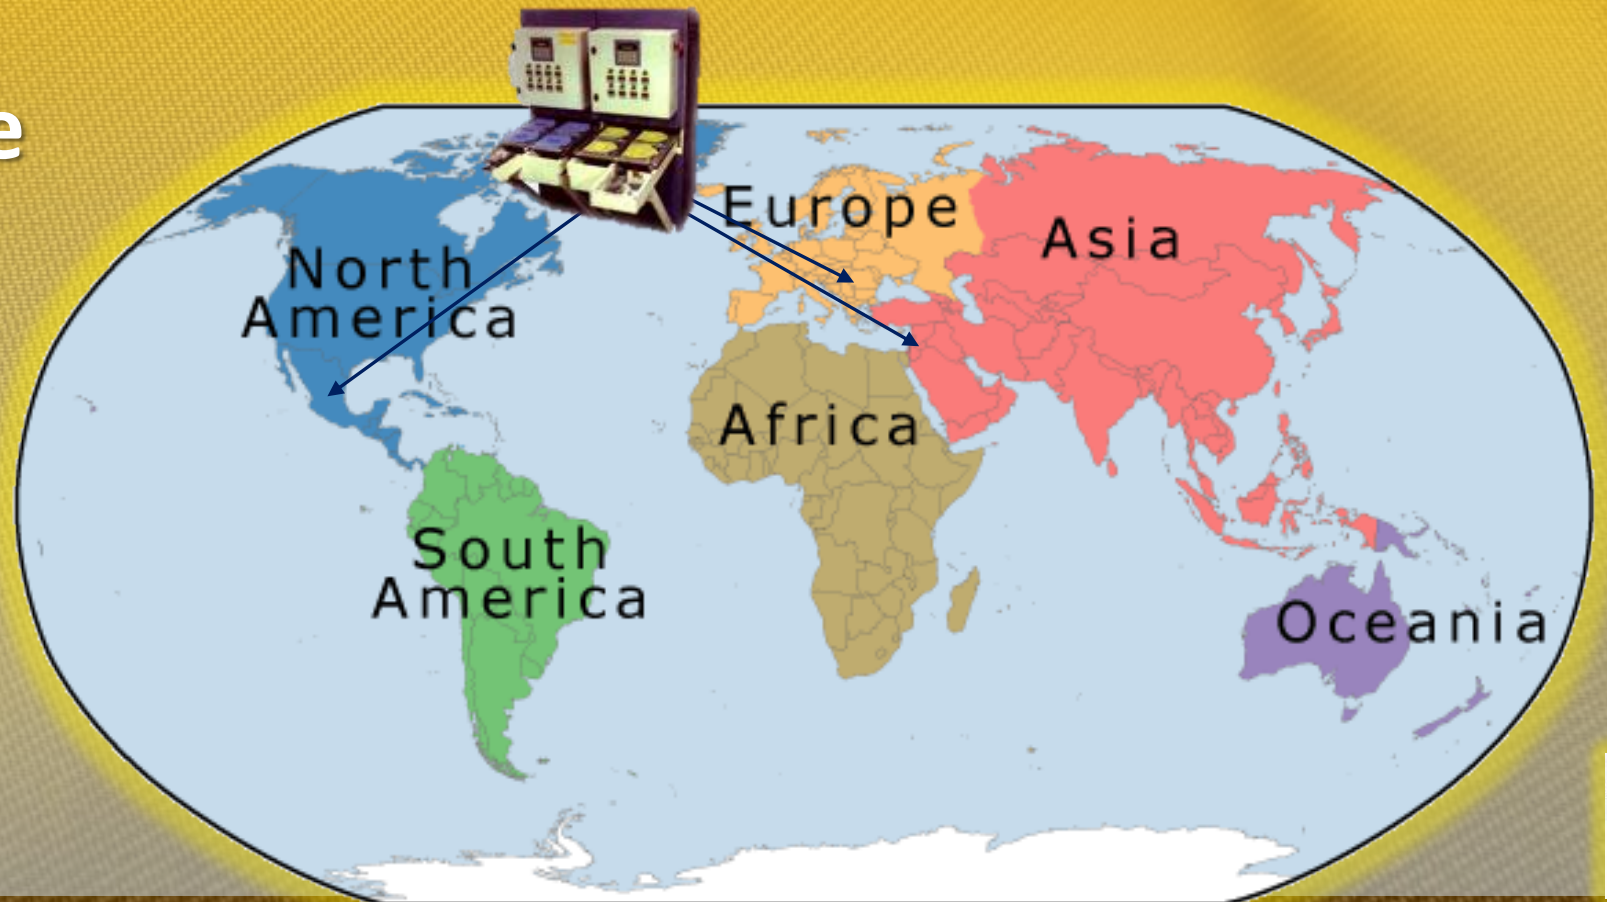 e
Europe
Asia
North
America
Africa
South
America
Oceania